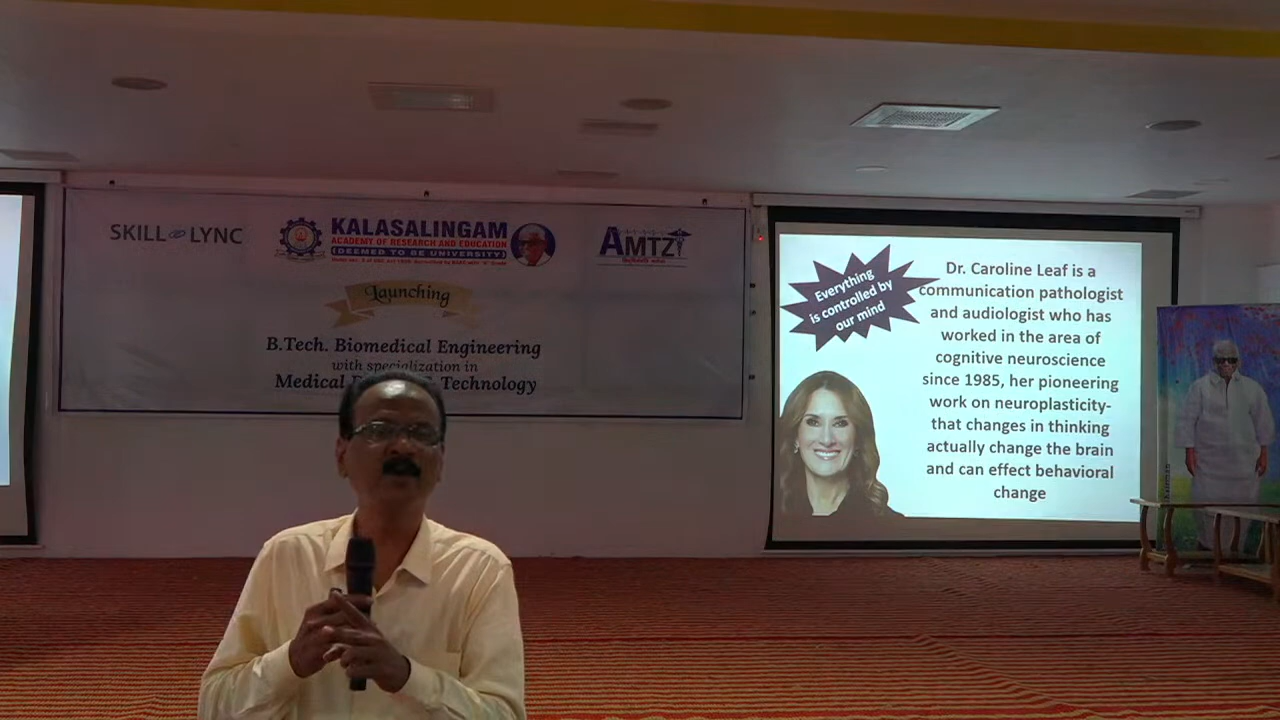 SKILL LYNC
KALASALINGAM
ACADEMY OF RESEARCH AND EDUCATION
(DEEMED TO BE UNIVERSITY)
AMTZ
Launching
B.Tech. Biomedical Engineering
with specialization in
Medical Technology
Everything
is controlled by
our mind
Dr. Caroline Leaf is a
communication pathologist
and audiologist who has
worked in the area of
cognitive neuroscience
since 1985, her pioneering
work on neuroplasticity-
that changes in thinking
actually change the brain
and can effect behavioral
change